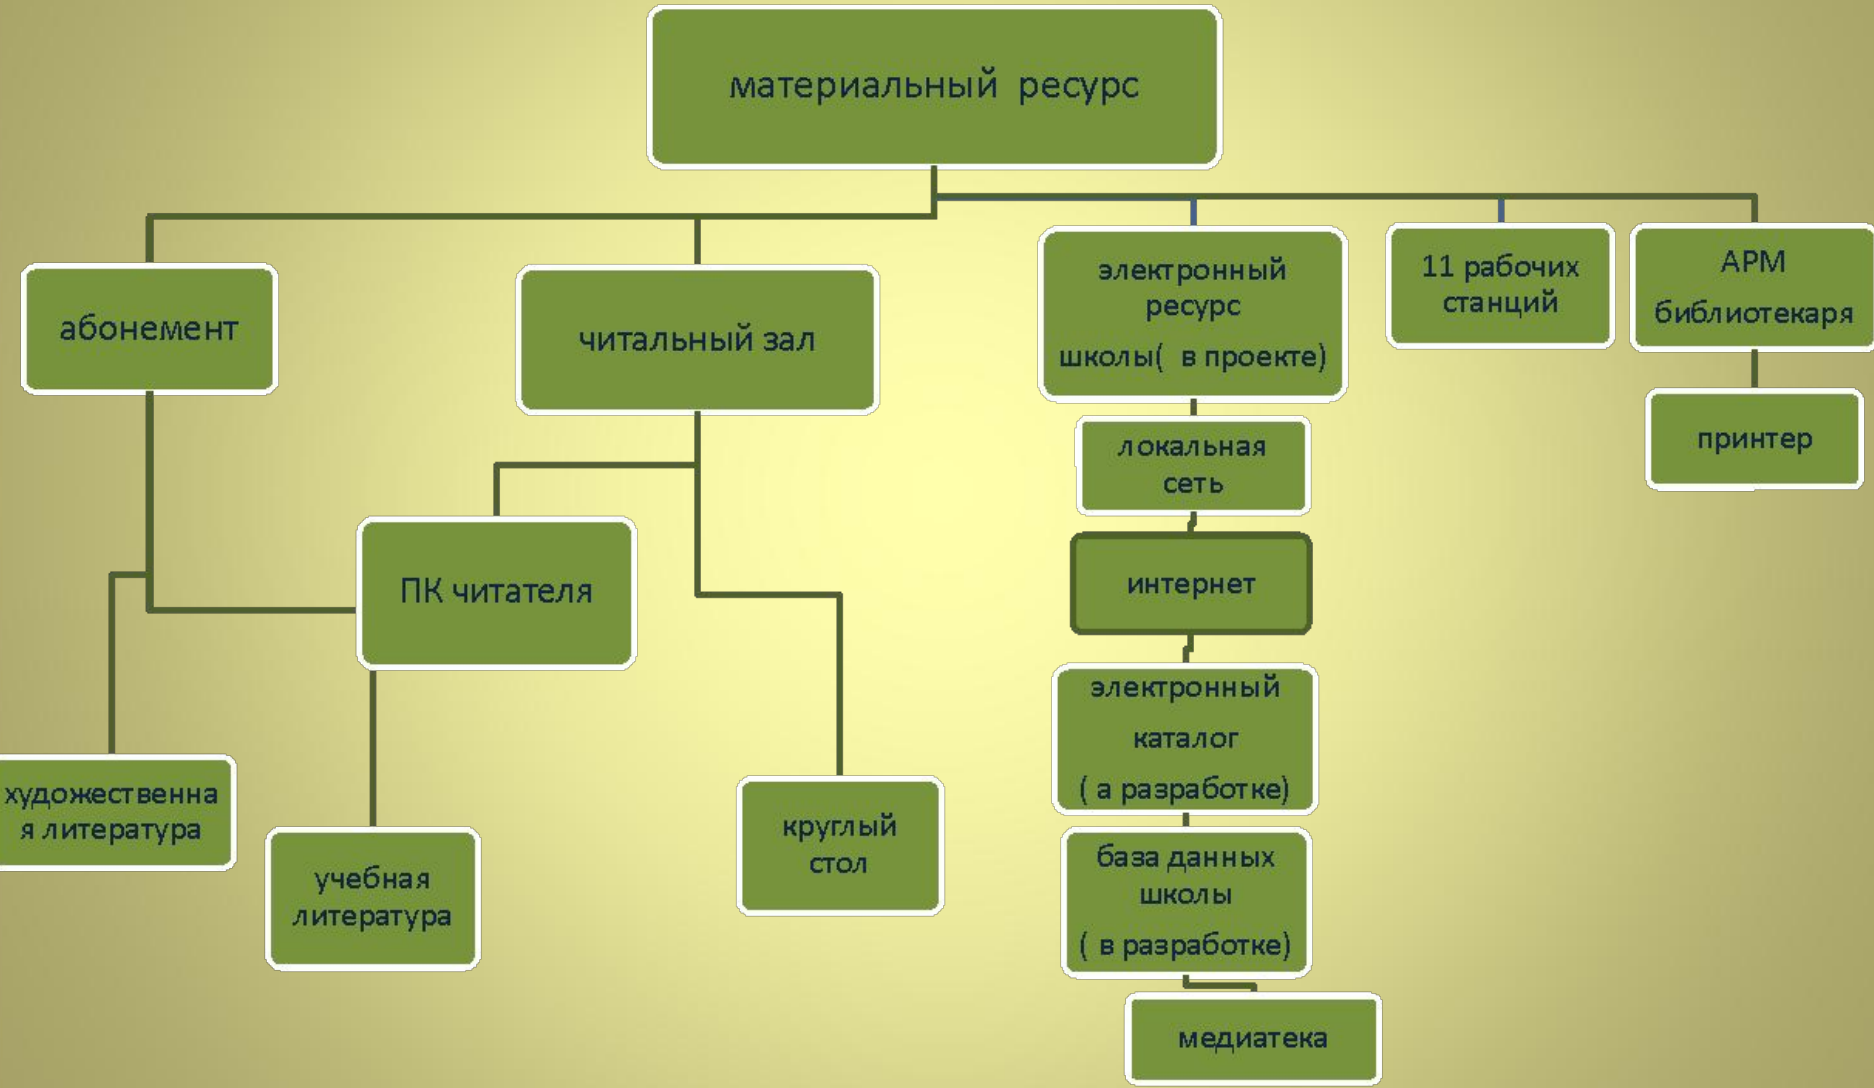 материальный ресурс
абонемент
читальный зал
электронный
ресурс
школы( в проекте)
11 рабочих
станций
АРМ
библиотекаря
локальная
сеть
принтер
ПК читателя
интернет
электронный
каталог
( а разработке)
художественна
я литература
круглый
стол
учебная
литература
база данных
школы
( в разработке)
медиатека